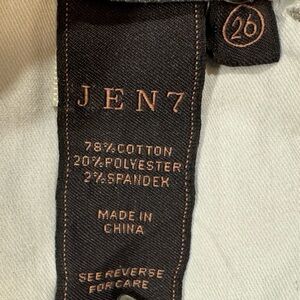 26
JEN7
78% COTTON
20% POLYESTER
2% SPANDEX
MADE IN
CHINA
SEE REVERSE
FOR CARE